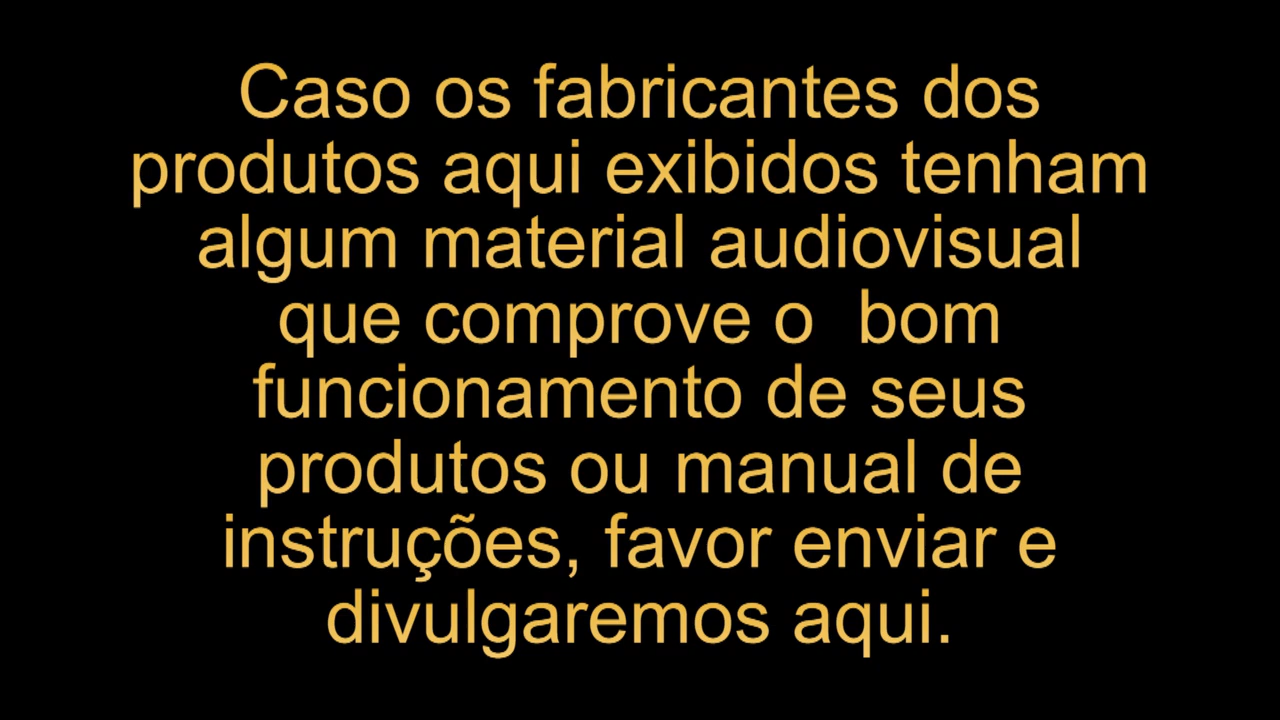 Caso os fabricantes dos
produtos aqui exibidos tenham
algum material audiovisual
que comprove o  bom
funcionamento de seus
produtos ou manual de
instruções, favor enviar e
divulgaremos aqui.